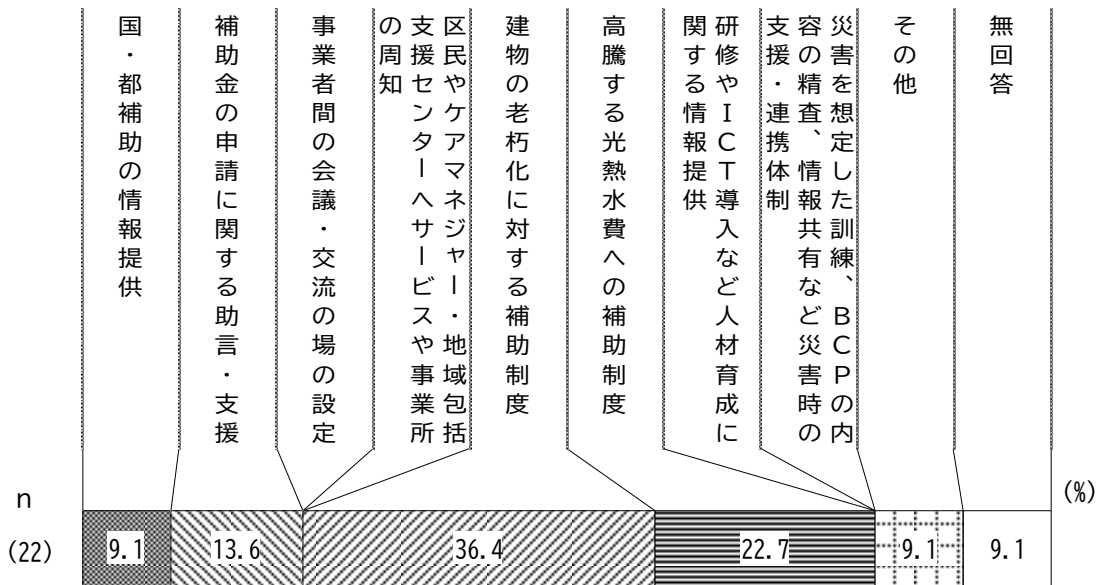 国・都補助の情報提供
補助金の申請に関する助言・支援
事業者間の会議・交流の場の設定
区民やケアマネジャー・地域包括
支援センターへサービスや事業所
の周知
建物の老朽化に対する補助制度
高騰する光熱水費への補助制度
研修やＩＣＴ導入など人材育成に
関する情報提供
災害を想定した訓練、ＢＣＰの内
容の精査、情報共有など災害時の
支援・連携体制
その他
無回答
n
(%)
(22)
9.1
13.6
36.4
22.7
9.1
9.1